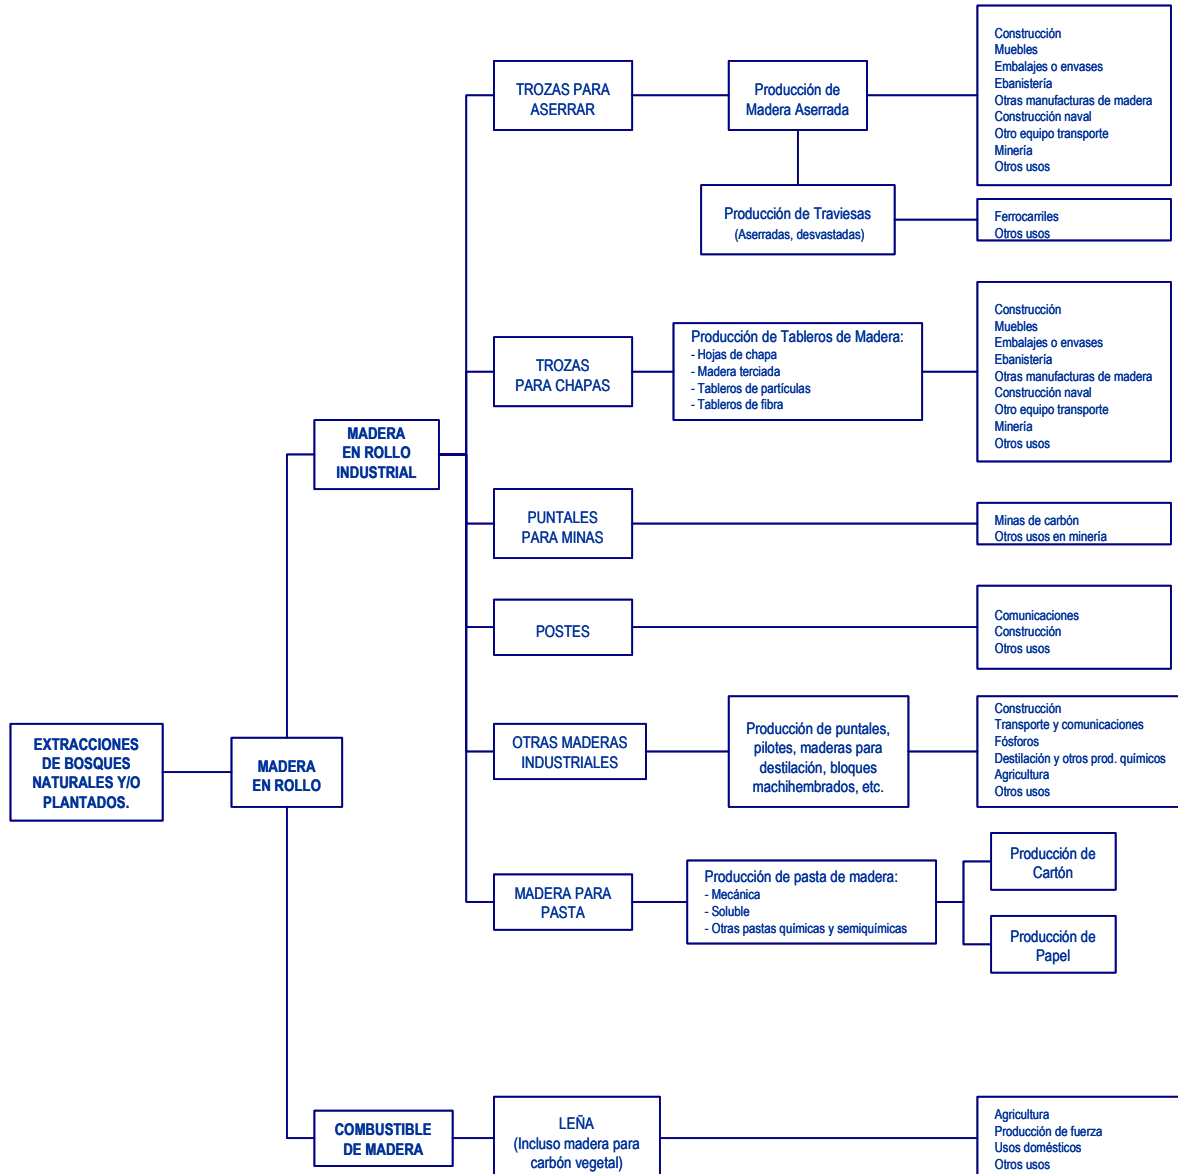 EXTRACCIONES
DE BOSQUES
NATURALES Y/O
PLANTADOS.
MADERA
EN ROLLO
MADERA
EN ROLLO
INDUSTRIAL
TROZAS PARA
ASERRAR
Producción de
Madera Aserrada
Construcción
Muebles
Embalajes o envases
Ebanistería
Otras manufacturas de madera
Construcción naval
Otro equipo transporte
Minería
Otros usos
Producción de Traviesas
(Aserradas, desvastadas)
Ferrocarriles
Otros usos
TROZAS
PARA CHAPAS
Producción de Tableros de Madera:
- Hojas de chapa
- Madera terciada
- Tableros de partículas
- Tableros de fibra
Construcción
Muebles
Embalajes o envases
Ebanistería
Otras manufacturas de madera
Construcción naval
Otro equipo transporte
Minería
Otros usos
PUNTALES
PARA MINAS
Minas de carbón
Otros usos en minería
POSTES
Comunicaciones
Construcción
Otros usos
OTRAS MADERAS
INDUSTRIALES
Producción de puntales,
pilotes, maderas para
destilación, bloques
machihembrados, etc.
Construcción
Transporte y comunicaciones
Fósforos
Destilación y otros prod. químicos
Agricultura
Otros usos
MADERA PARA
PASTA
Producción de pasta de madera:
- Mecánica
- Soluble
- Otras pastas químicas y semiquímicas
Producción de
Cartón
Producción de
Papel
COMBUSTIBLE
DE MADERA
LEÑA
(Incluso madera para
carbón vegetal)
Agricultura
Producción de fuerza
Usos domésticos
Otros usos